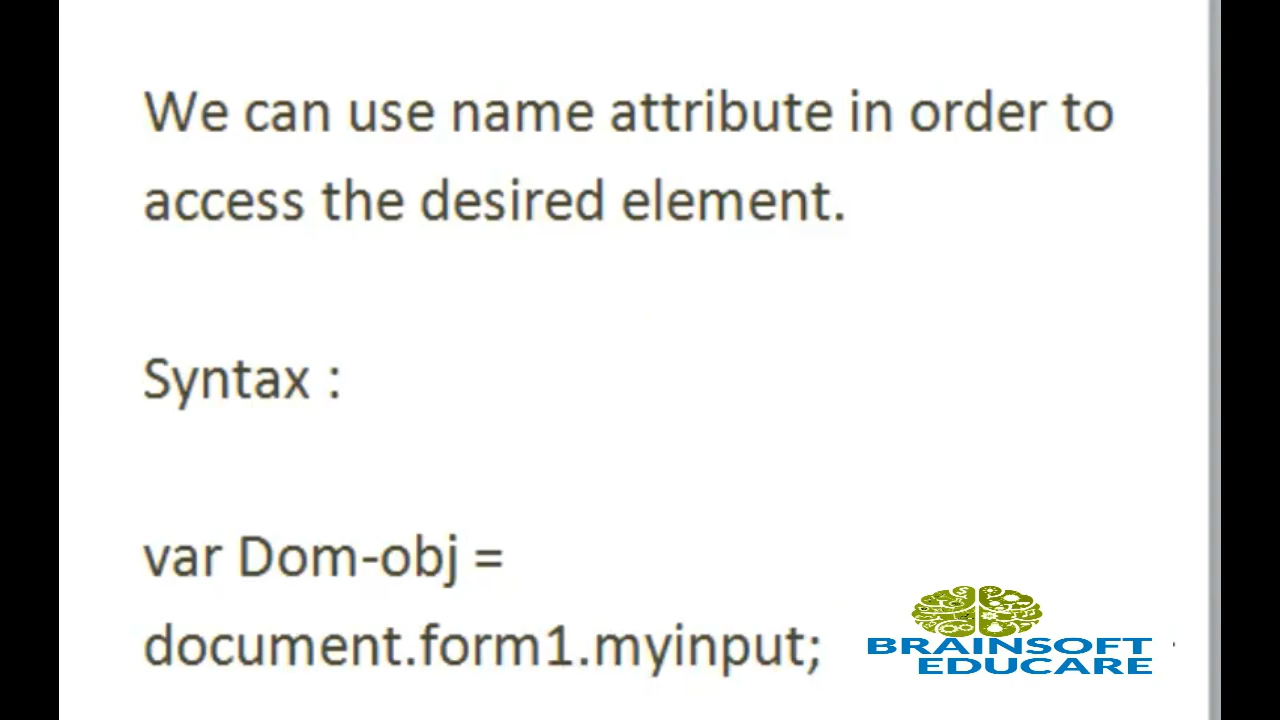 We can use name attribute in order to
access the desired element.
Syntax :
var Dom-obj =
document.form1.myinput;
BRAINSOFT
EDUCARE